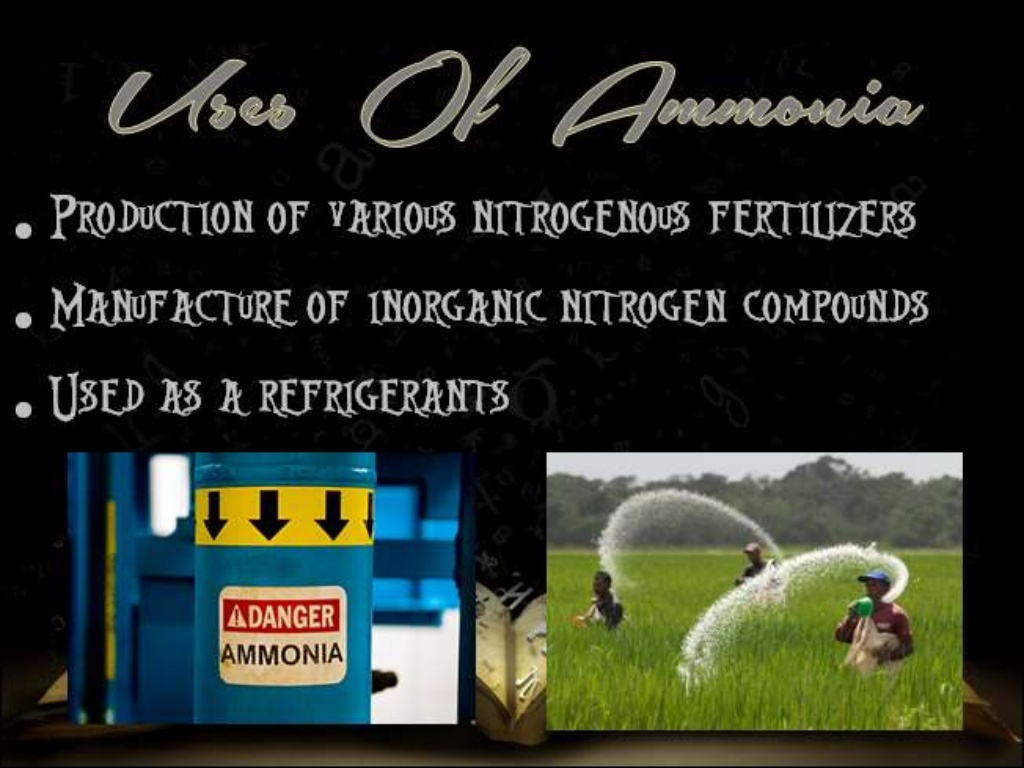 Uses Of Ammonia
• Production of various nitrogenous fertilizers
• Manufacture of inorganic nitrogen compounds
• Used as a refrigerants
DANGER
AMMONIA